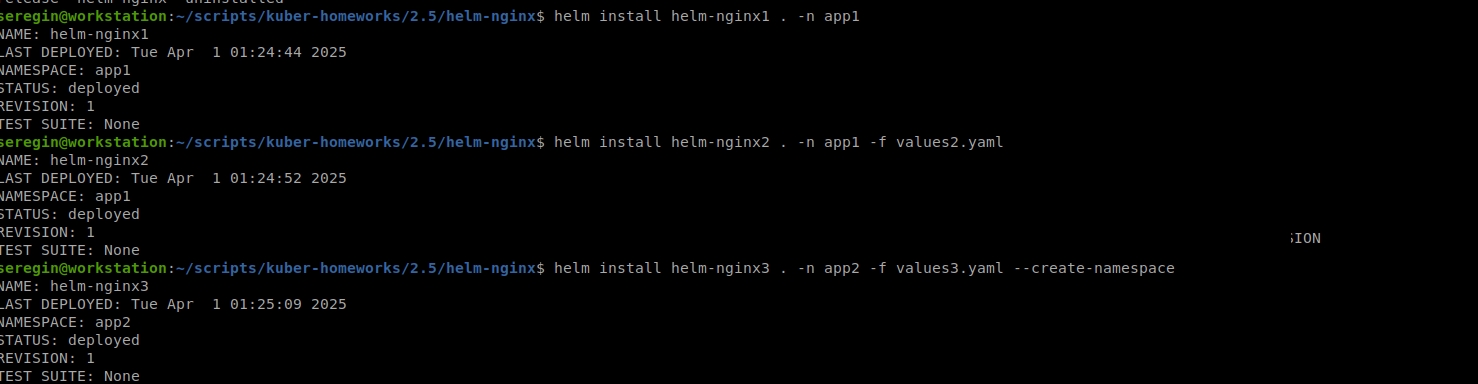 release "helm-nginx" uninstalled
seregin@workstation:~/scripts/kuber-homeworks/2.5/helm-nginx$ helm install helm-nginx1 . -n app1
NAME: helm-nginx1
LAST DEPLOYED: Tue Apr  1 01:24:44 2025
NAMESPACE: app1
STATUS: deployed
REVISION: 1
TEST SUITE: None
seregin@workstation:~/scripts/kuber-homeworks/2.5/helm-nginx$ helm install helm-nginx2 . -n app1 -f values2.yaml
NAME: helm-nginx2
LAST DEPLOYED: Tue Apr  1 01:24:52 2025
NAMESPACE: app1
STATUS: deployed
REVISION: 1
SION
TEST SUITE: None
seregin@workstation:~/scripts/kuber-homeworks/2.5/helm-nginx$ helm install helm-nginx3 . -n app2 -f values3.yaml --create-namespace
NAME: helm-nginx3
LAST DEPLOYED: Tue Apr  1 01:25:09 2025
NAMESPACE: app2
STATUS: deployed
REVISION: 1
TEST SUITE: None